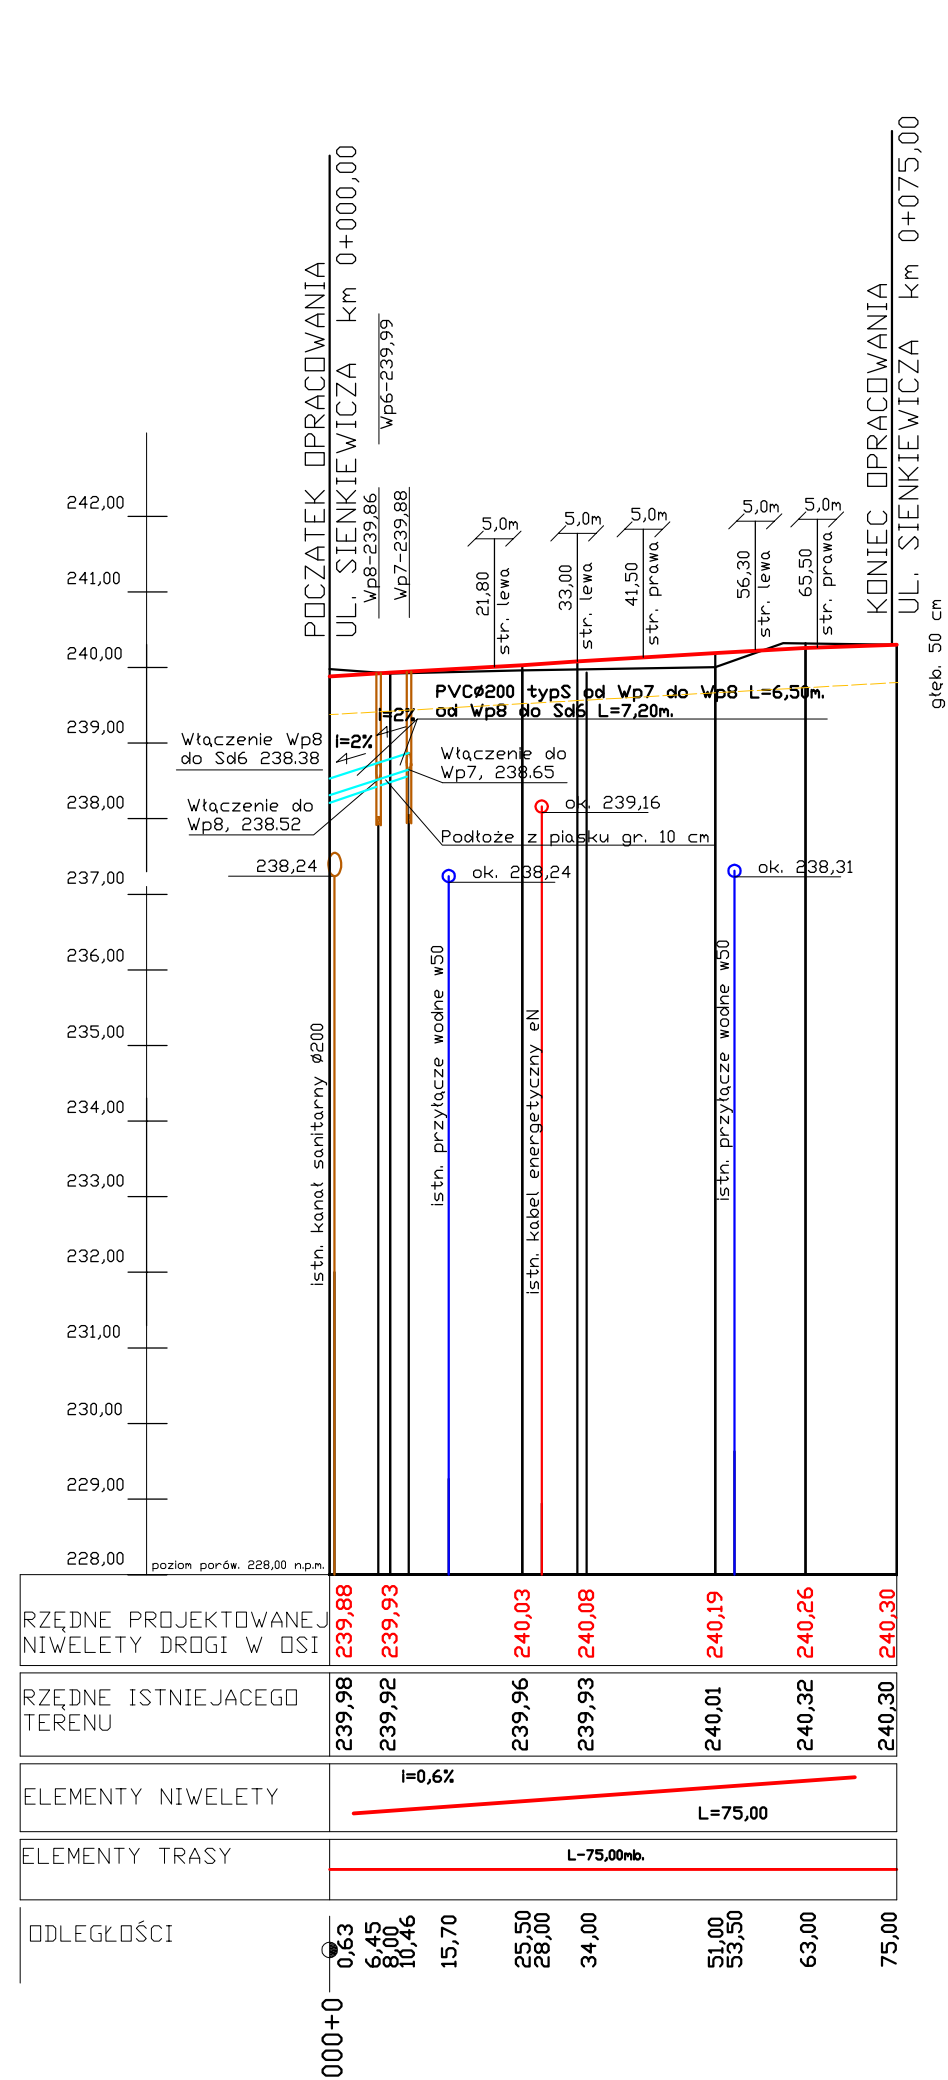 POCZATEK OPRACOWANIA
UL. SIENKIEWICZA km 0+000,00
KONIEC OPRACOWANIA
UL. SIENKIEWICZA km 0+075,00
głęb. 50 cm
Wp6-239,99
Wp8-239,86
Wp7-239,88
5,0m
21,80
str. lewa
5,0m
33,00
str. lewa
5,0m
41,50
str. prawa
5,0m
56,30
str. lewa
5,0m
65,50
str. prawa
242,00
241,00
240,00
239,00
238,00
237,00
236,00
235,00
234,00
233,00
232,00
231,00
230,00
229,00
228,00
PVCø200 typS od Wp7 do Wp8 L=6,50m.
od Wp8 do Sd6 L=7,20m.
i=2%
i=2%
Włączenie Wp8
do Sd6 238.38
Włączenie do
Wp7, 238.65
Włączenie do
Wp8, 238.52
Podłoże z piasku gr. 10 cm
ok. 239,16
238,24
ok. 238,24
ok. 238,31
istn. kanał sanitarny ø200
istn. przyłącze wodne w50
istn. kabel energetyczny eN
istn. przyłącze wodne w50
poziom porów. 228,00 n.p.m.
RZĘDNE PROJEKTOWANEJ
NIWELETY DROGI W OSI
239,88 239,93 240,03 240,08 240,19 240,26 240,30
RZĘDNE ISTNIEJACEGO
TERENU
239,98 239,92 239,96 239,93 240,01 240,32 240,30
ELEMENTY NIWELETY
i=0,6%
L=75,00
ELEMENTY TRASY
L-75,00mb.
ODLEGŁOŚCI
0,63 6,45 8,00 10,46 15,70 25,50 28,00 34,00 51,00 53,50 63,00 75,00
000+0